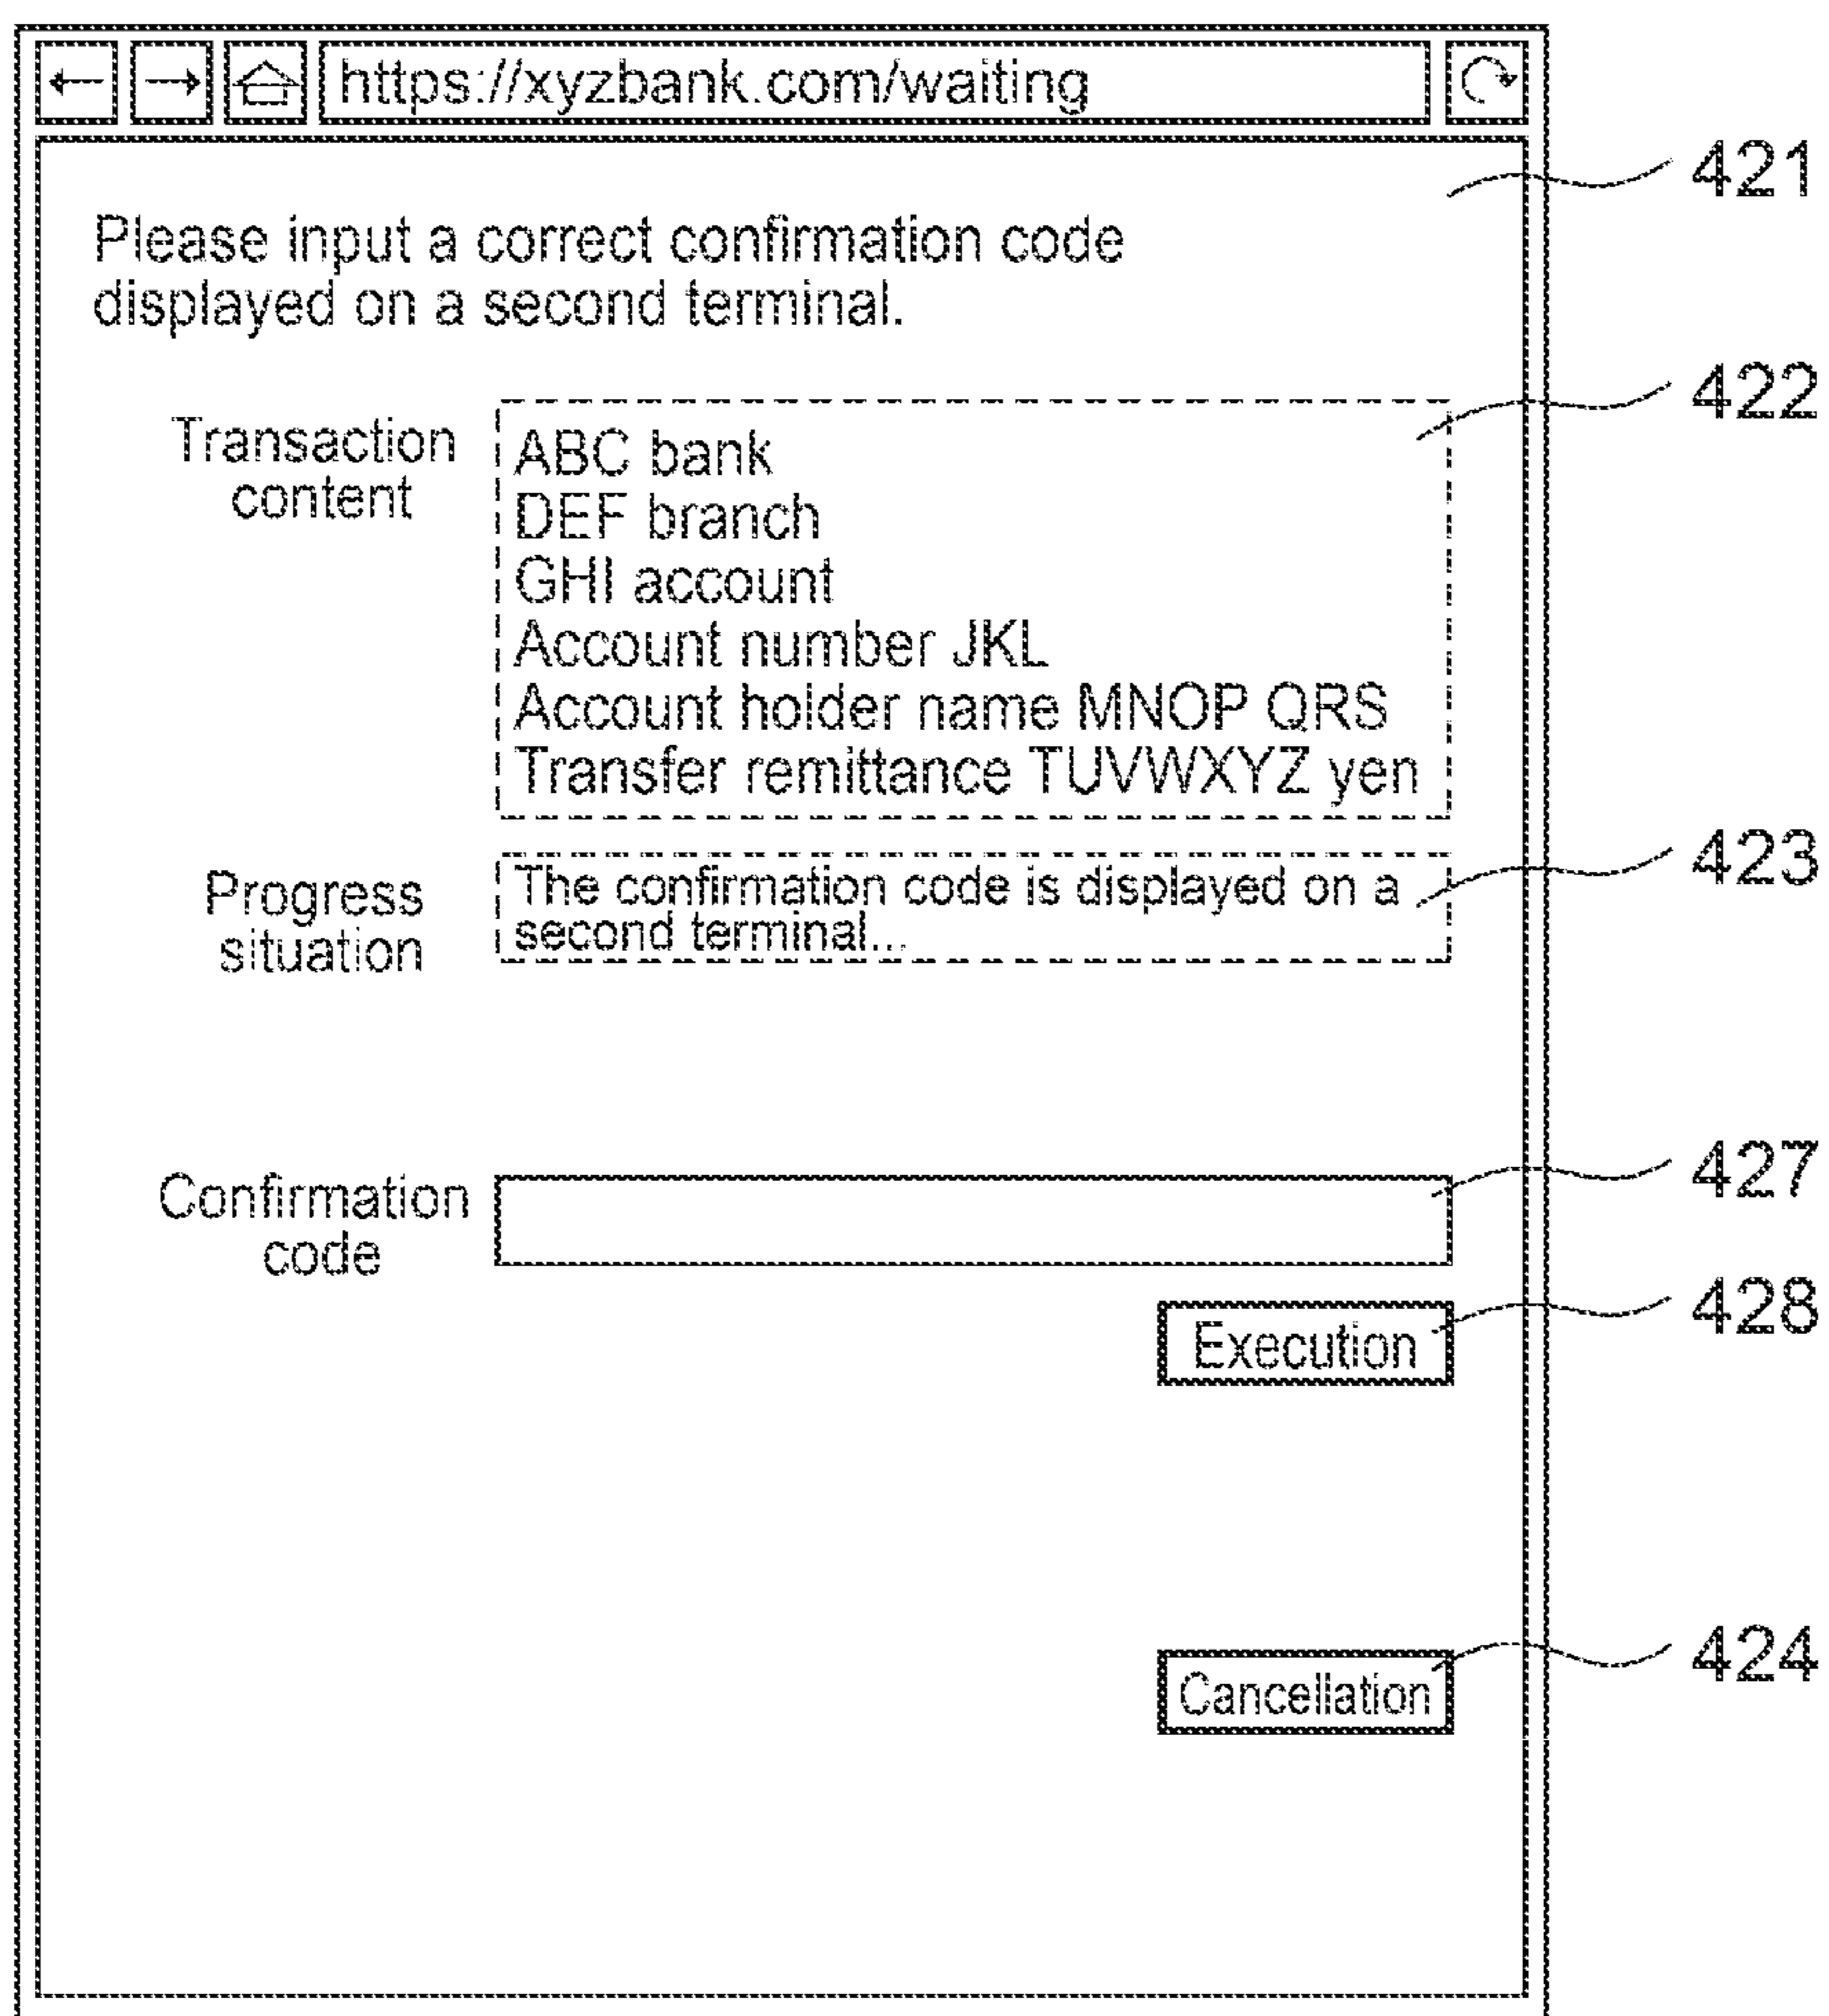 https://xyzbank.com/waiting
421
Please input a correct confirmation code
displayed on a second terminal.
422
Transaction
content
ABC bank
DEF branch
GHI account
Account number JKL
Account holder name MNOP QRS
Transfer remittance TUVWXYZ yen
423
Progress
situation
The confirmation code is displayed on a
second terminal...
427
Confirmation
code
428
Execution
424
Cancellation